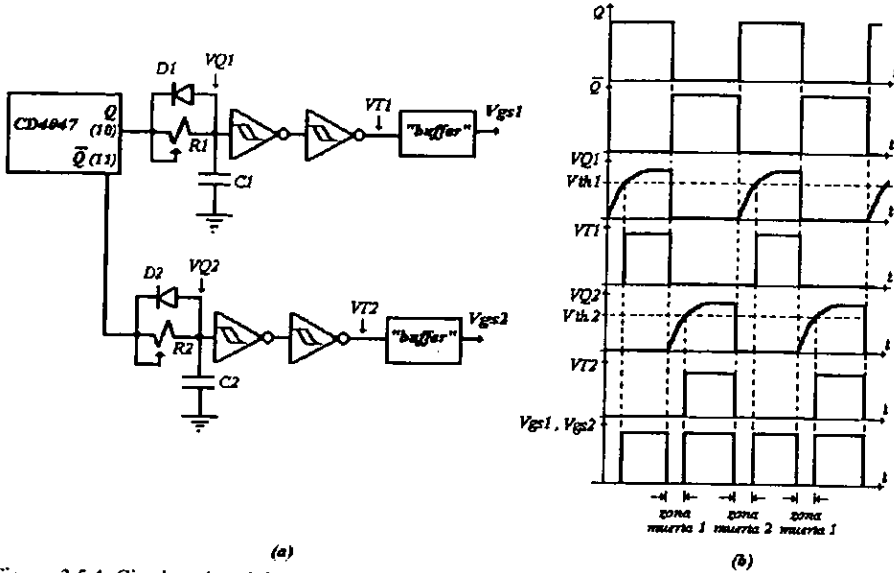 D1
VQ1
CD4047
Q
(10)
Q̅ (11)
R1
C1
VT1
"buffer"
Vgs1
D2
VQ2
R2
C2
VT2
"buffer"
Vgs2
(a)
Q
t
Q̅
t
VQ1
Vth1
t
VT1
t
VQ2
Vth2
t
VT2
t
Vgs1 , Vgs2
t
zona zona zona
muerta 1 muerta 2 muerta 1
(b)